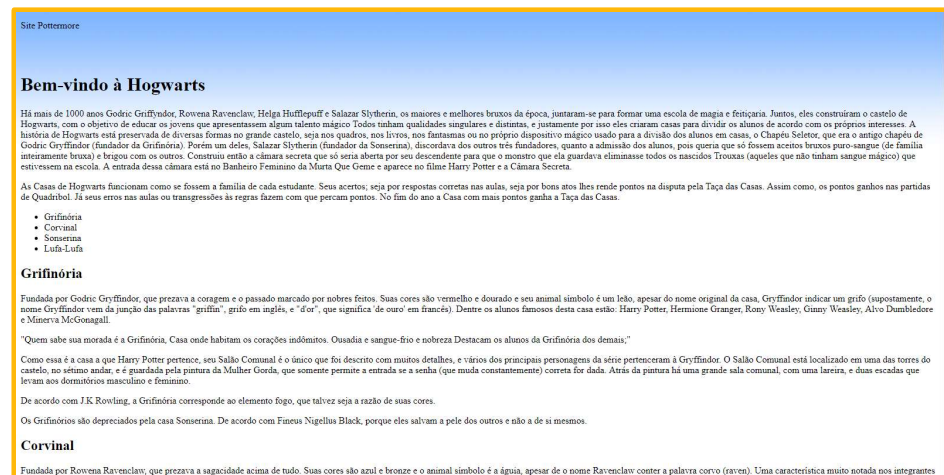 Site Pottermore
Bem-vindo à Hogwarts
Há mais de 1000 anos Godric Griffyndor, Rowena Ravenclaw, Helga Hufflepuff e Salazar Slytherin, os maiores e melhores bruxos da época, juntaram-se para formar uma escola de magia e feitiçaria. Juntos, eles construíram o castelo de
Hogwarts, com o objetivo de educar os jovens que apresentassem algum talento mágico Todos tinham qualidades singulares e distintas, e justamente por isso eles criaram casas para dividir os alunos de acordo com os próprios interesses. A
história de Hogwarts está preservada de diversas formas no grande castelo, seja nos quadros, nos livros, nos fantasmas ou no próprio dispositivo mágico usado para a divisão dos alunos em casas, o Chapéu Seletor, que era o antigo chapéu de
Godric Gryffindor (fundador da Grifinória). Porém um deles, Salazar Slytherin (fundador da Sonserina), discordava dos outros três fundadores, quanto a admissão dos alunos, pois queria que só fossem aceitos bruxos puro-sangue (de família
inteiramente bruxa) e brigou com os outros. Construiu então a câmara secreta que só seria aberta por seu descendente para que o monstro que ela guardava eliminasse todos os nascidos Trouxas (aqueles que não tinham sangue mágico) que
estivessem na escola. A entrada dessa câmara está no Banheiro Feminino da Murta Que Geme e aparece no filme Harry Potter e a Câmara Secreta.
As Casas de Hogwarts funcionam como se fossem a família de cada estudante. Seus acertos; seja por respostas corretas nas aulas, seja por bons atos lhes rende pontos na disputa pela Taça das Casas. Assim como, os pontos ganhos nas partidas
de Quadribol. Já seus erros nas aulas ou transgressões às regras fazem com que percam pontos. No fim do ano a Casa com mais pontos ganha a Taça das Casas.
• Grifinória
• Corvinal
• Sonserina
• Lufa-Lufa
Grifinória
Fundada por Godric Gryffindor, que prezava a coragem e o passado marcado por nobres feitos. Suas cores são vermelho e dourado e seu animal símbolo é um leão, apesar do nome original da casa, Gryffindor indicar um grifo (supostamente, o
nome Gryffindor vem da junção das palavras "griffin", grifo em inglês, e "d'or", que significa 'de ouro' em francês). Dentre os alunos famosos desta casa estão: Harry Potter, Hermione Granger, Rony Weasley, Ginny Weasley, Alvo Dumbledore
e Minerva McGonagall.
"Quem sabe sua morada é a Grifinória, Casa onde habitam os corações indômitos. Ousadia e sangue-frio e nobreza Destacam os alunos da Grifinória dos demais;"
Como essa é a casa a que Harry Potter pertence, seu Salão Comunal é o único que foi descrito com muitos detalhes, e vários dos principais personagens da série pertenceram à Gryffindor. O Salão Comunal está localizado em uma das torres do
castelo, no sétimo andar, e é guardada pela pintura da Mulher Gorda, que somente permite a entrada se a senha (que muda constantemente) correta for dada. Atrás da pintura há uma grande sala comunal, com uma lareira, e duas escadas que
levam aos dormitórios masculino e feminino.
De acordo com J.K Rowling, a Grifinória corresponde ao elemento fogo, que talvez seja a razão de suas cores.
Os Grifinórios são depreciados pela casa Sonserina. De acordo com Fineus Nigellus Black, porque eles salvam a pele dos outros e não a de si mesmos.
Corvinal
Fundada por Rowena Ravenclaw, que prezava a sagacidade acima de tudo. Suas cores são azul e bronze e o animal símbolo é a águia, apesar de o nome Ravenclaw conter a palavra corvo (raven). Uma característica muito notada nos integrantes